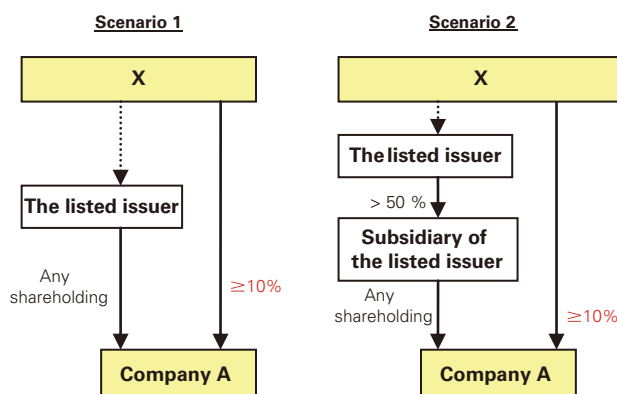 Scenario 1
X
The listed issuer
Any
shareholding
≥10%
Company A
Scenario 2
X
The listed issuer
> 50 %
Subsidiary of
the listed issuer
Any
shareholding
≥10%
Company A